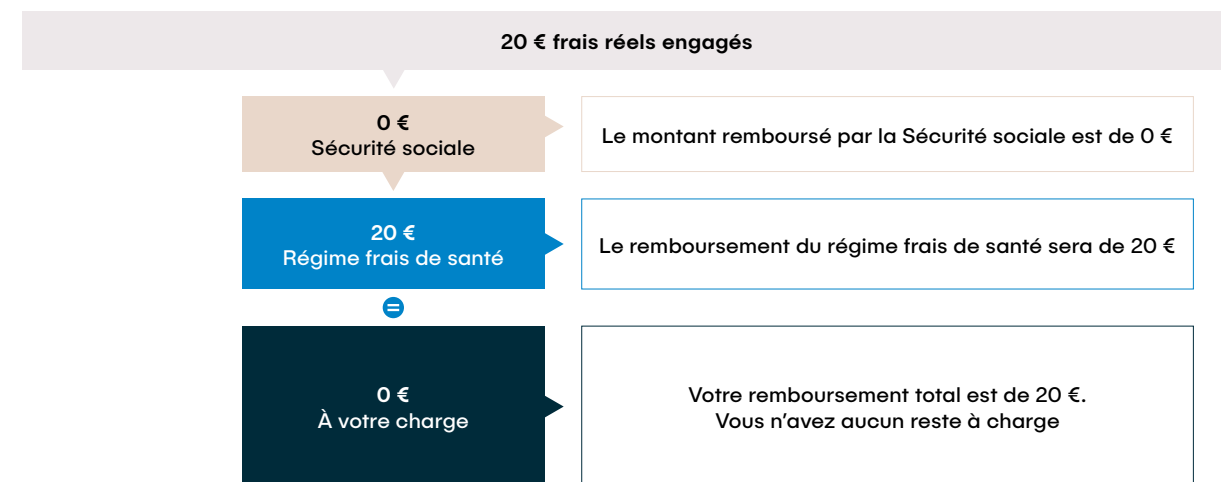 20 € frais réels engagés
0 €
Sécurité sociale
Le montant remboursé par la Sécurité sociale est de 0 €
20 €
Régime frais de santé
Le remboursement du régime frais de santé sera de 20 €
=
0 €
À votre charge
Votre remboursement total est de 20 €.
Vous n’avez aucun reste à charge